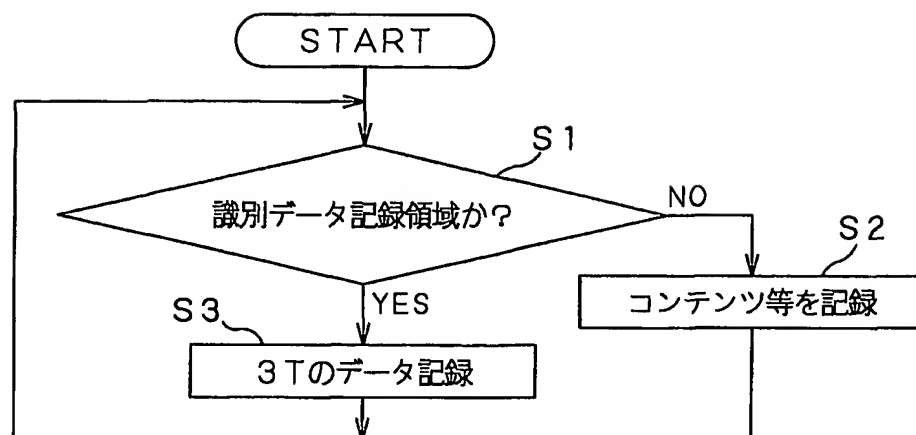 START
S1
識別データ記録領域か?
NO
S2
YES
コンテンツ等を記録
S3
3Tのデータ記録